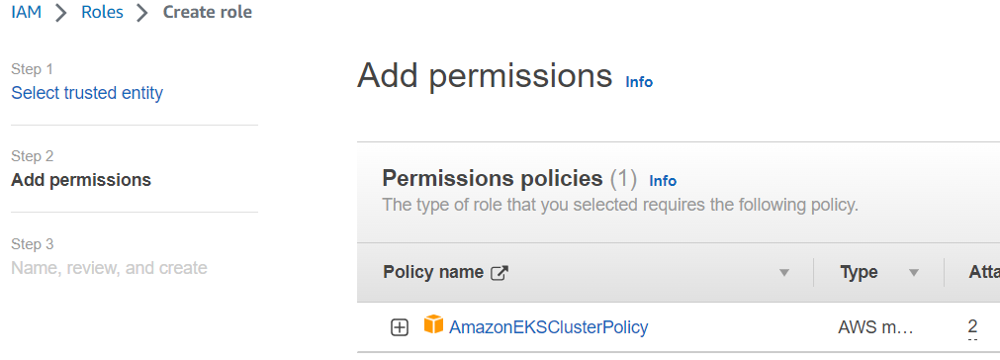 IAM > Roles > Create role
Step 1
Select trusted entity
Step 2
Add permissions
Step 3
Name, review, and create
Add permissions Info
Permissions policies (1) Info
The type of role that you selected requires the following policy.
Policy name Type Atta
AmazonEKSClusterPolicy AWS m... 2